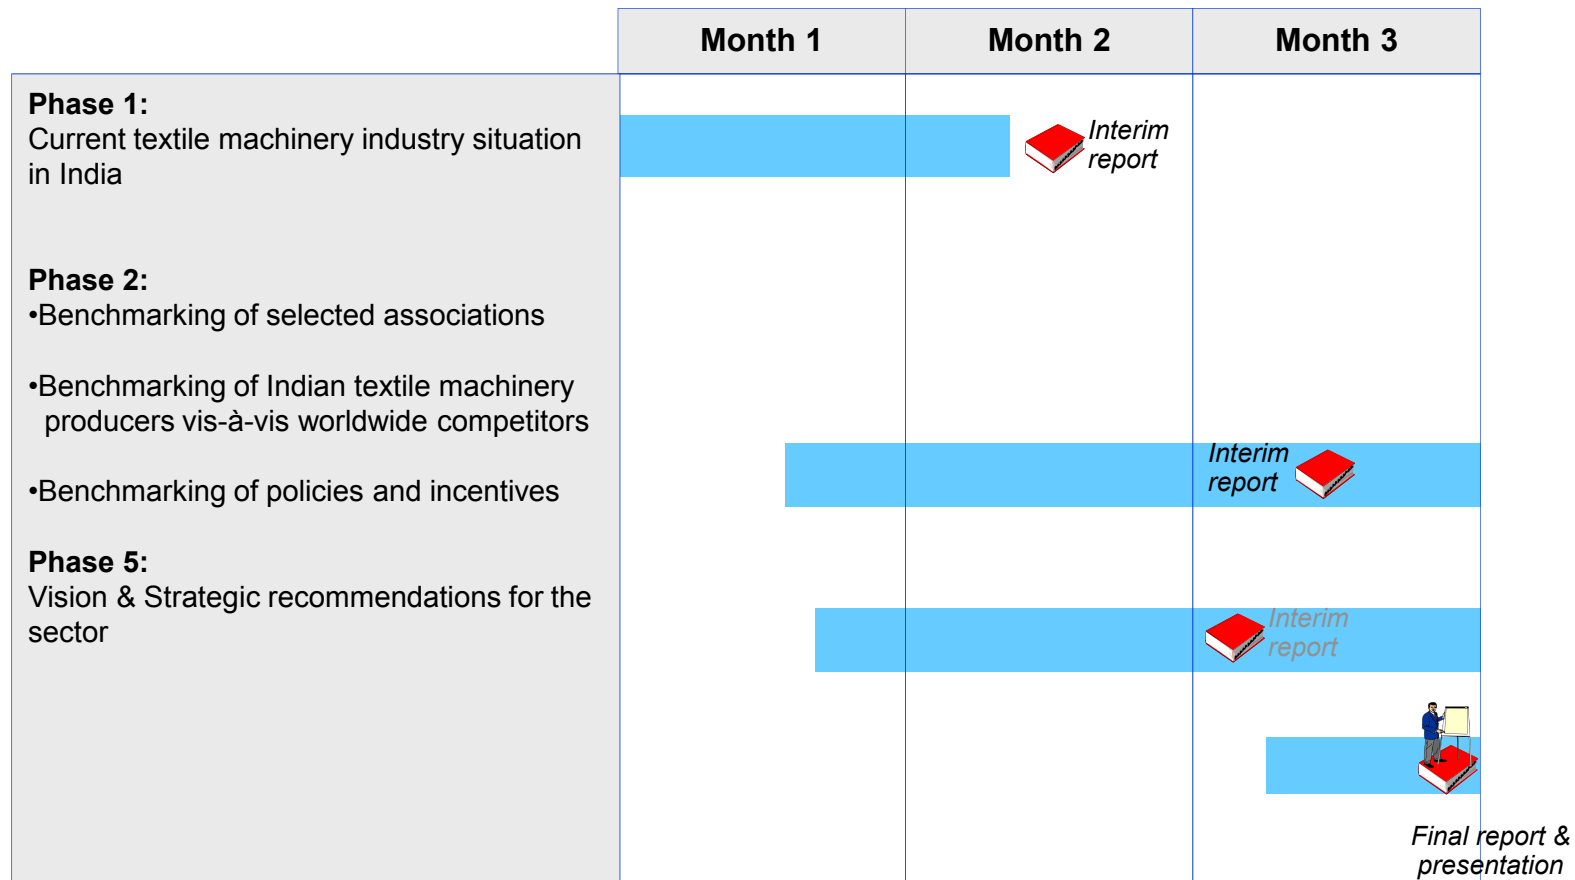 Month 1
Month 2
Month 3
Phase 1:
Current textile machinery industry situation
in India
Interim
report
Phase 2:
•Benchmarking of selected associations
•Benchmarking of Indian textile machinery
producers vis-à-vis worldwide competitors
•Benchmarking of policies and incentives
Interim
report
Phase 5:
Vision & Strategic recommendations for the
sector
Interim
report
Final report &
presentation